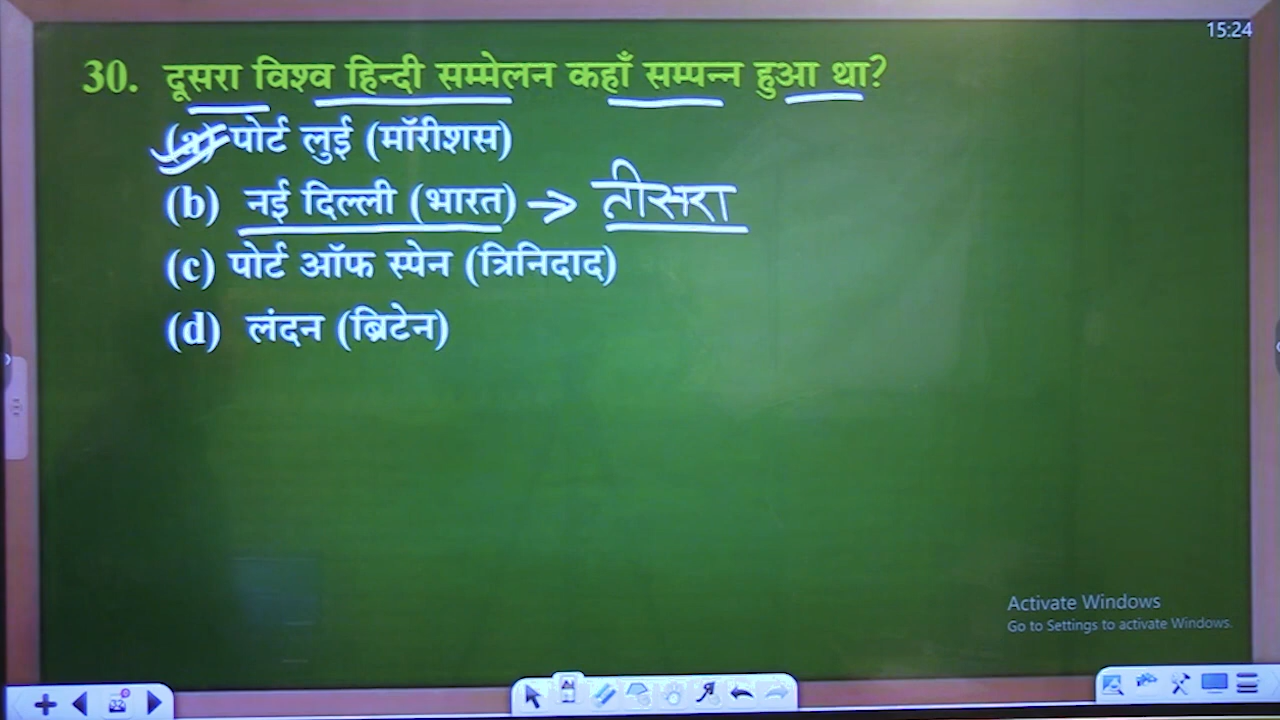 15:24
30. दूसरा विश्व हिन्दी सम्मेलन कहाँ सम्पन्न हुआ था?
(a) पोर्ट लुई (मॉरीशस)
(b) नई दिल्ली (भारत) → तीसरा
(c) पोर्ट ऑफ स्पेन (त्रिनिदाद)
(d) लंदन (ब्रिटेन)
Activate Windows
Go to Settings to activate Windows.